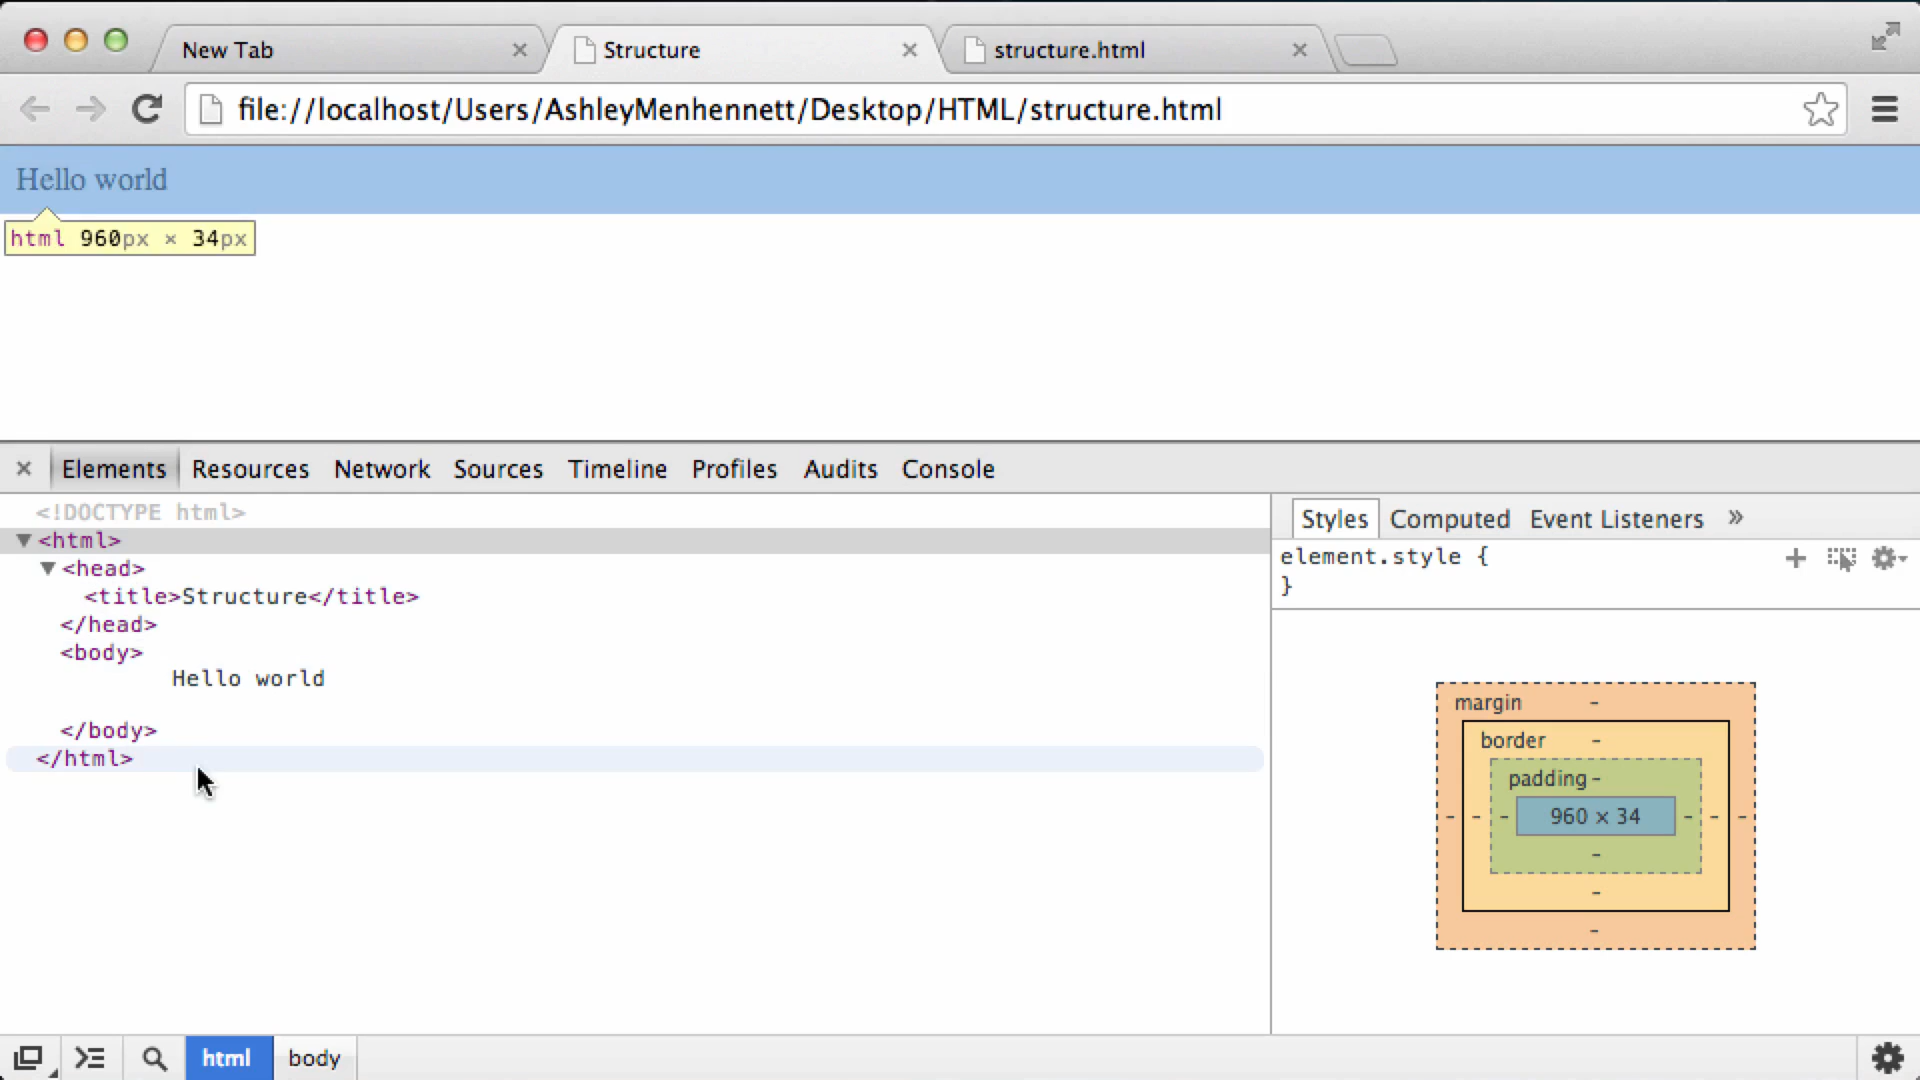 New Tab
Structure
structure.html
file://localhost/Users/AshleyMenhennett/Desktop/HTML/structure.html
Hello world
html 960px × 34px
Elements Resources Network Sources Timeline Profiles Audits Console
<!DOCTYPE html>
<html>
<head>
<title>Structure</title>
</head>
<body>
Hello world
</body>
</html>
Styles Computed Event Listeners »
element.style {
}
margin -
border -
padding -
- - - 960 × 34 - - -
-
-
-
html body